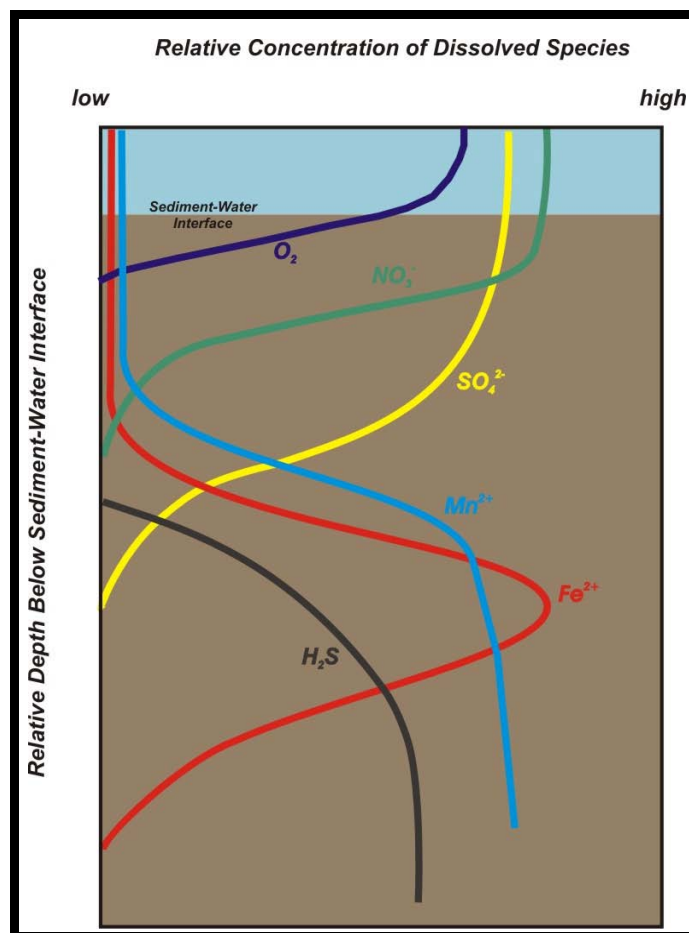 Relative Concentration of Dissolved Species
low high
Sediment-Water
Interface
O₂
NO₃⁻
SO₄²⁻
Mn²⁺
Fe²⁺
H₂S
Relative Depth Below Sediment-Water Interface